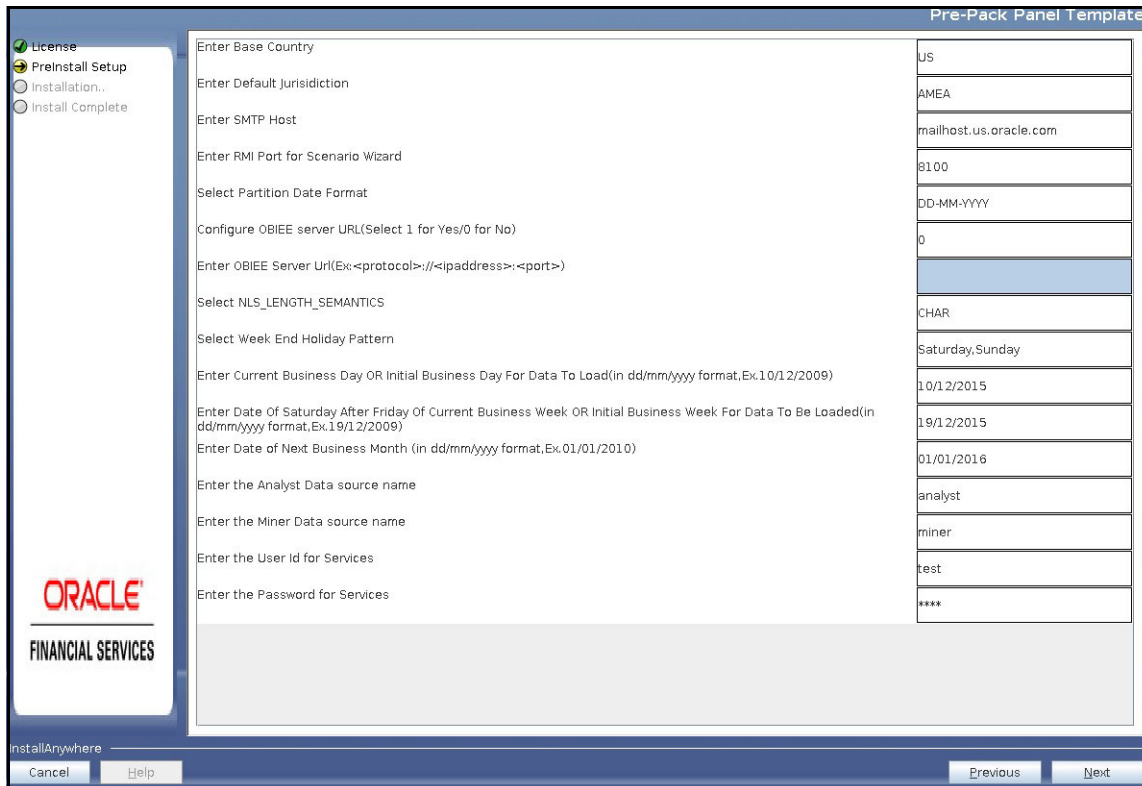 Pre-Pack Panel Template
License
PreInstall Setup
Installation..
Install Complete
Enter Base Country
US
Enter Default Jurisidiction
AMEA
Enter SMTP Host
mailhost.us.oracle.com
Enter RMI Port for Scenario Wizard
8100
Select Partition Date Format
DD-MM-YYYY
Configure OBIEE server URL(Select 1 for Yes/0 for No)
0
Enter OBIEE Server Url(Ex:<protocol>://<ipaddress>:<port>)
Select NLS_LENGTH_SEMANTICS
CHAR
Select Week End Holiday Pattern
Saturday,Sunday
Enter Current Business Day OR Initial Business Day For Data To Load(in dd/mm/yyyy format,Ex.10/12/2009)
10/12/2015
Enter Date Of Saturday After Friday Of Current Business Week OR Initial Business Week For Data To Be Loaded(in
dd/mm/yyyy format,Ex.19/12/2009)
19/12/2015
Enter Date of Next Business Month (in dd/mm/yyyy format,Ex.01/01/2010)
01/01/2016
Enter the Analyst Data source name
analyst
Enter the Miner Data source name
miner
Enter the User Id for Services
test
Enter the Password for Services
****
ORACLE
FINANCIAL SERVICES
InstallAnywhere
Cancel
Help
Previous
Next